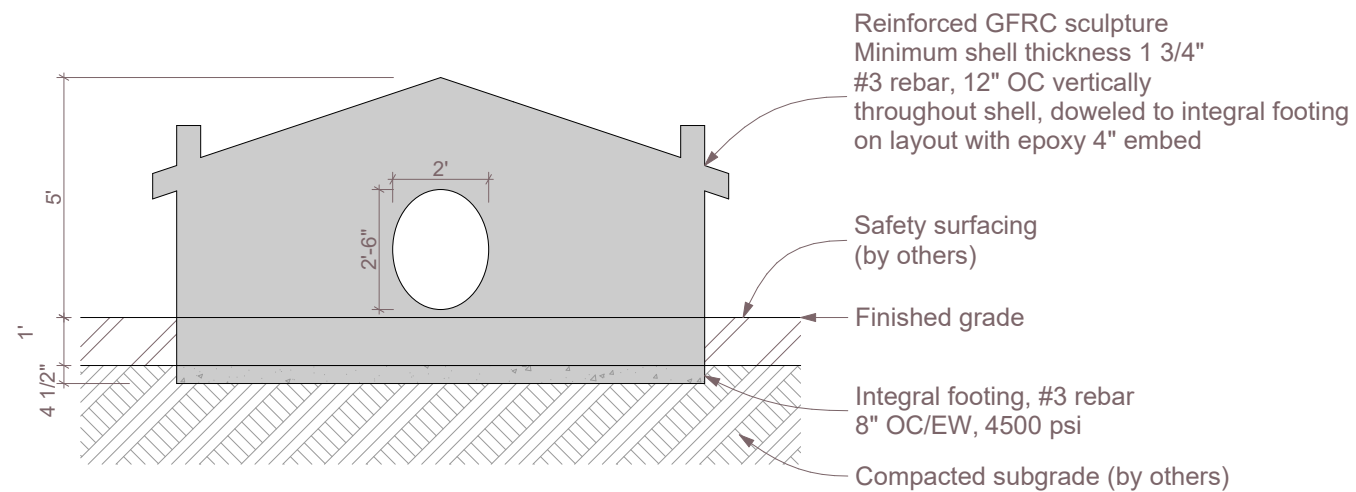 Reinforced GFRC sculpture
Minimum shell thickness 1 3/4"
#3 rebar, 12" OC vertically
throughout shell, doweled to integral footing
on layout with epoxy 4" embed
5'
2'
2'-6"
Safety surfacing
(by others)
Finished grade
1'
4 1/2"
Integral footing, #3 rebar
8" OC/EW, 4500 psi
Compacted subgrade (by others)